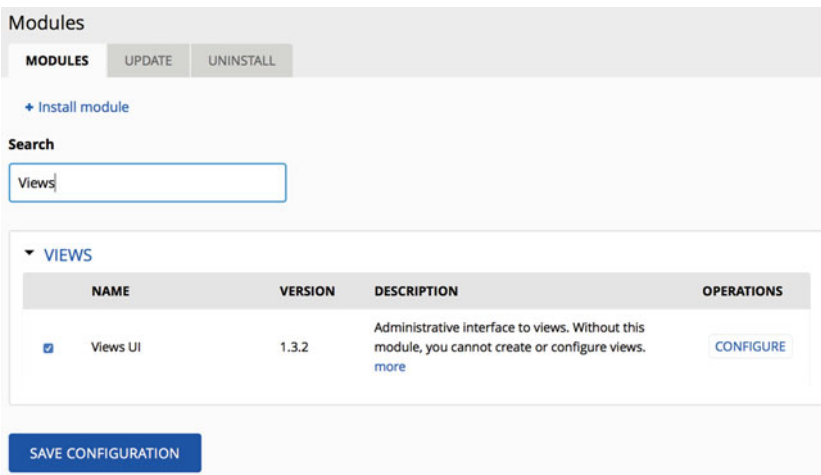 Modules
MODULES UPDATE UNINSTALL
+ Install module
Search
Views
VIEWS
NAME VERSION DESCRIPTION OPERATIONS
Administrative interface to views. Without this
Views UI 1.3.2 module, you cannot create or configure views. CONFIGURE
more
SAVE CONFIGURATION